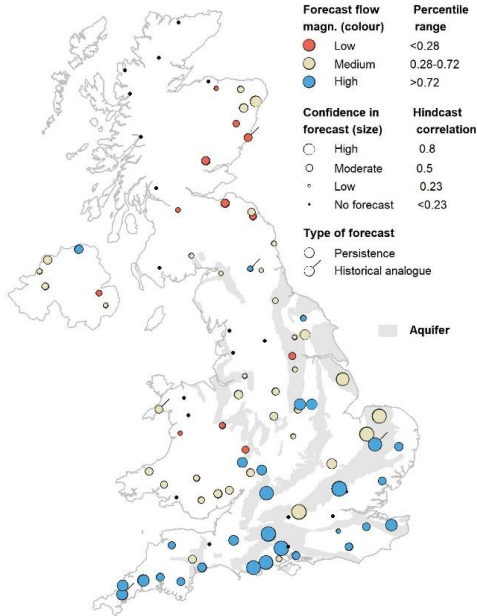 Forecast flow Percentile
magn. (colour) range
Low <0.28
Medium 0.28-0.72
High >0.72
Confidence in Hindcast
forecast (size) correlation
High 0.8
Moderate 0.5
Low 0.23
No forecast <0.23
Type of forecast
Persistence
Historical analogue
Aquifer